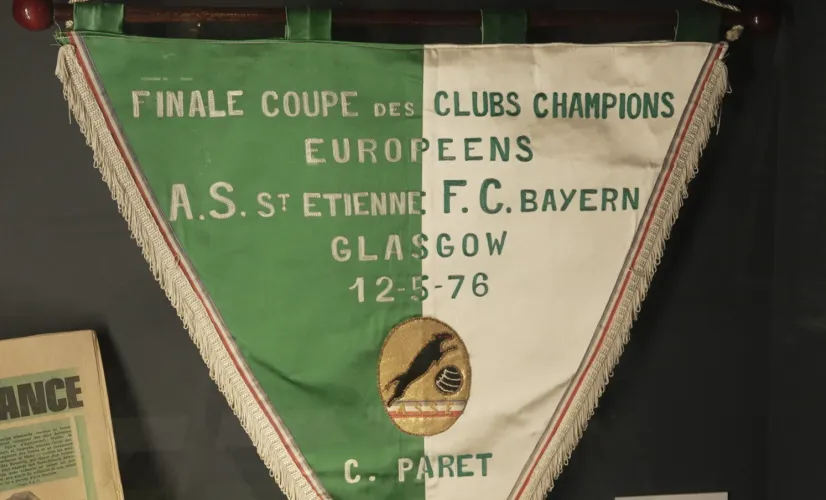 FINALE COUPE DES CLUBS CHAMPIONS
EUROPEENS
A.S. ST ETIENNE F.C. BAYERN
GLASGOW
12-5-76
C. PARET
ANCE